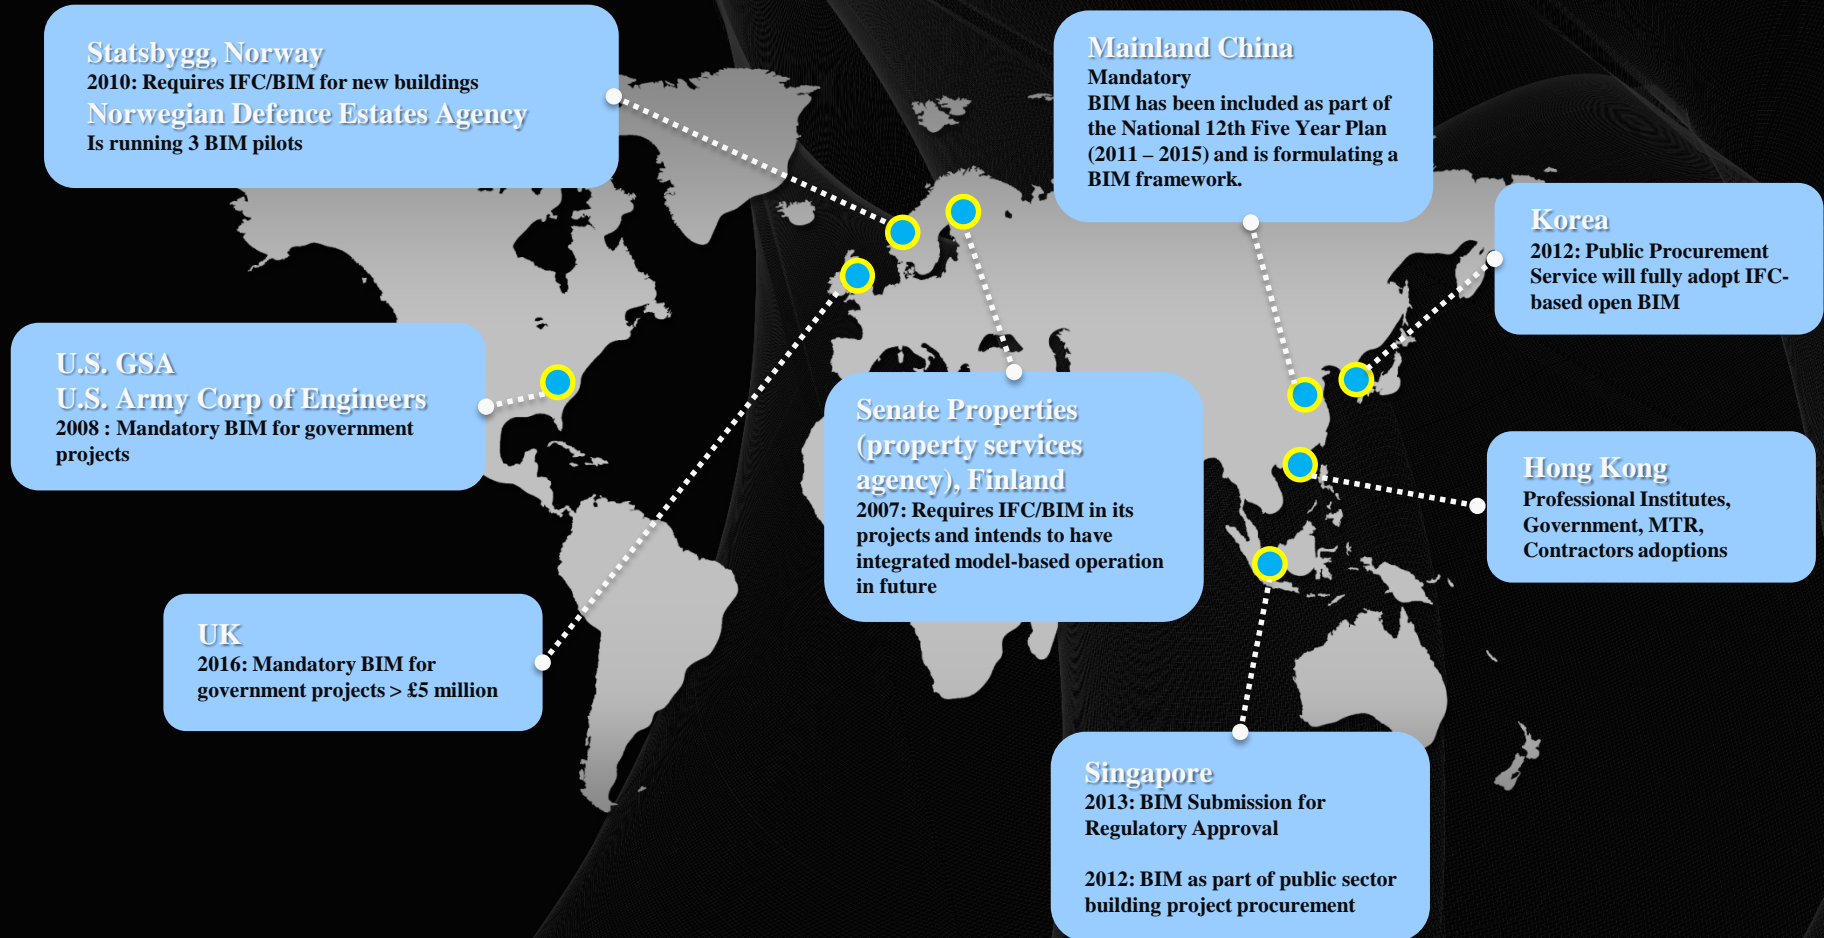 Statsbygg, Norway
2010: Requires IFC/BIM for new buildings
Norwegian Defence Estates Agency
Is running 3 BIM pilots
Mainland China
Mandatory
BIM has been included as part of
the National 12th Five Year Plan
(2011 – 2015) and is formulating a
BIM framework.
Korea
2012: Public Procurement
Service will fully adopt IFC-
based open BIM
U.S. GSA
U.S. Army Corp of Engineers
2008 : Mandatory BIM for government
projects
Senate Properties
(property services
agency), Finland
2007: Requires IFC/BIM in its
projects and intends to have
integrated model-based operation
in future
Hong Kong
Professional Institutes,
Government, MTR,
Contractors adoptions
UK
2016: Mandatory BIM for
government projects > £5 million
Singapore
2013: BIM Submission for
Regulatory Approval
2012: BIM as part of public sector
building project procurement